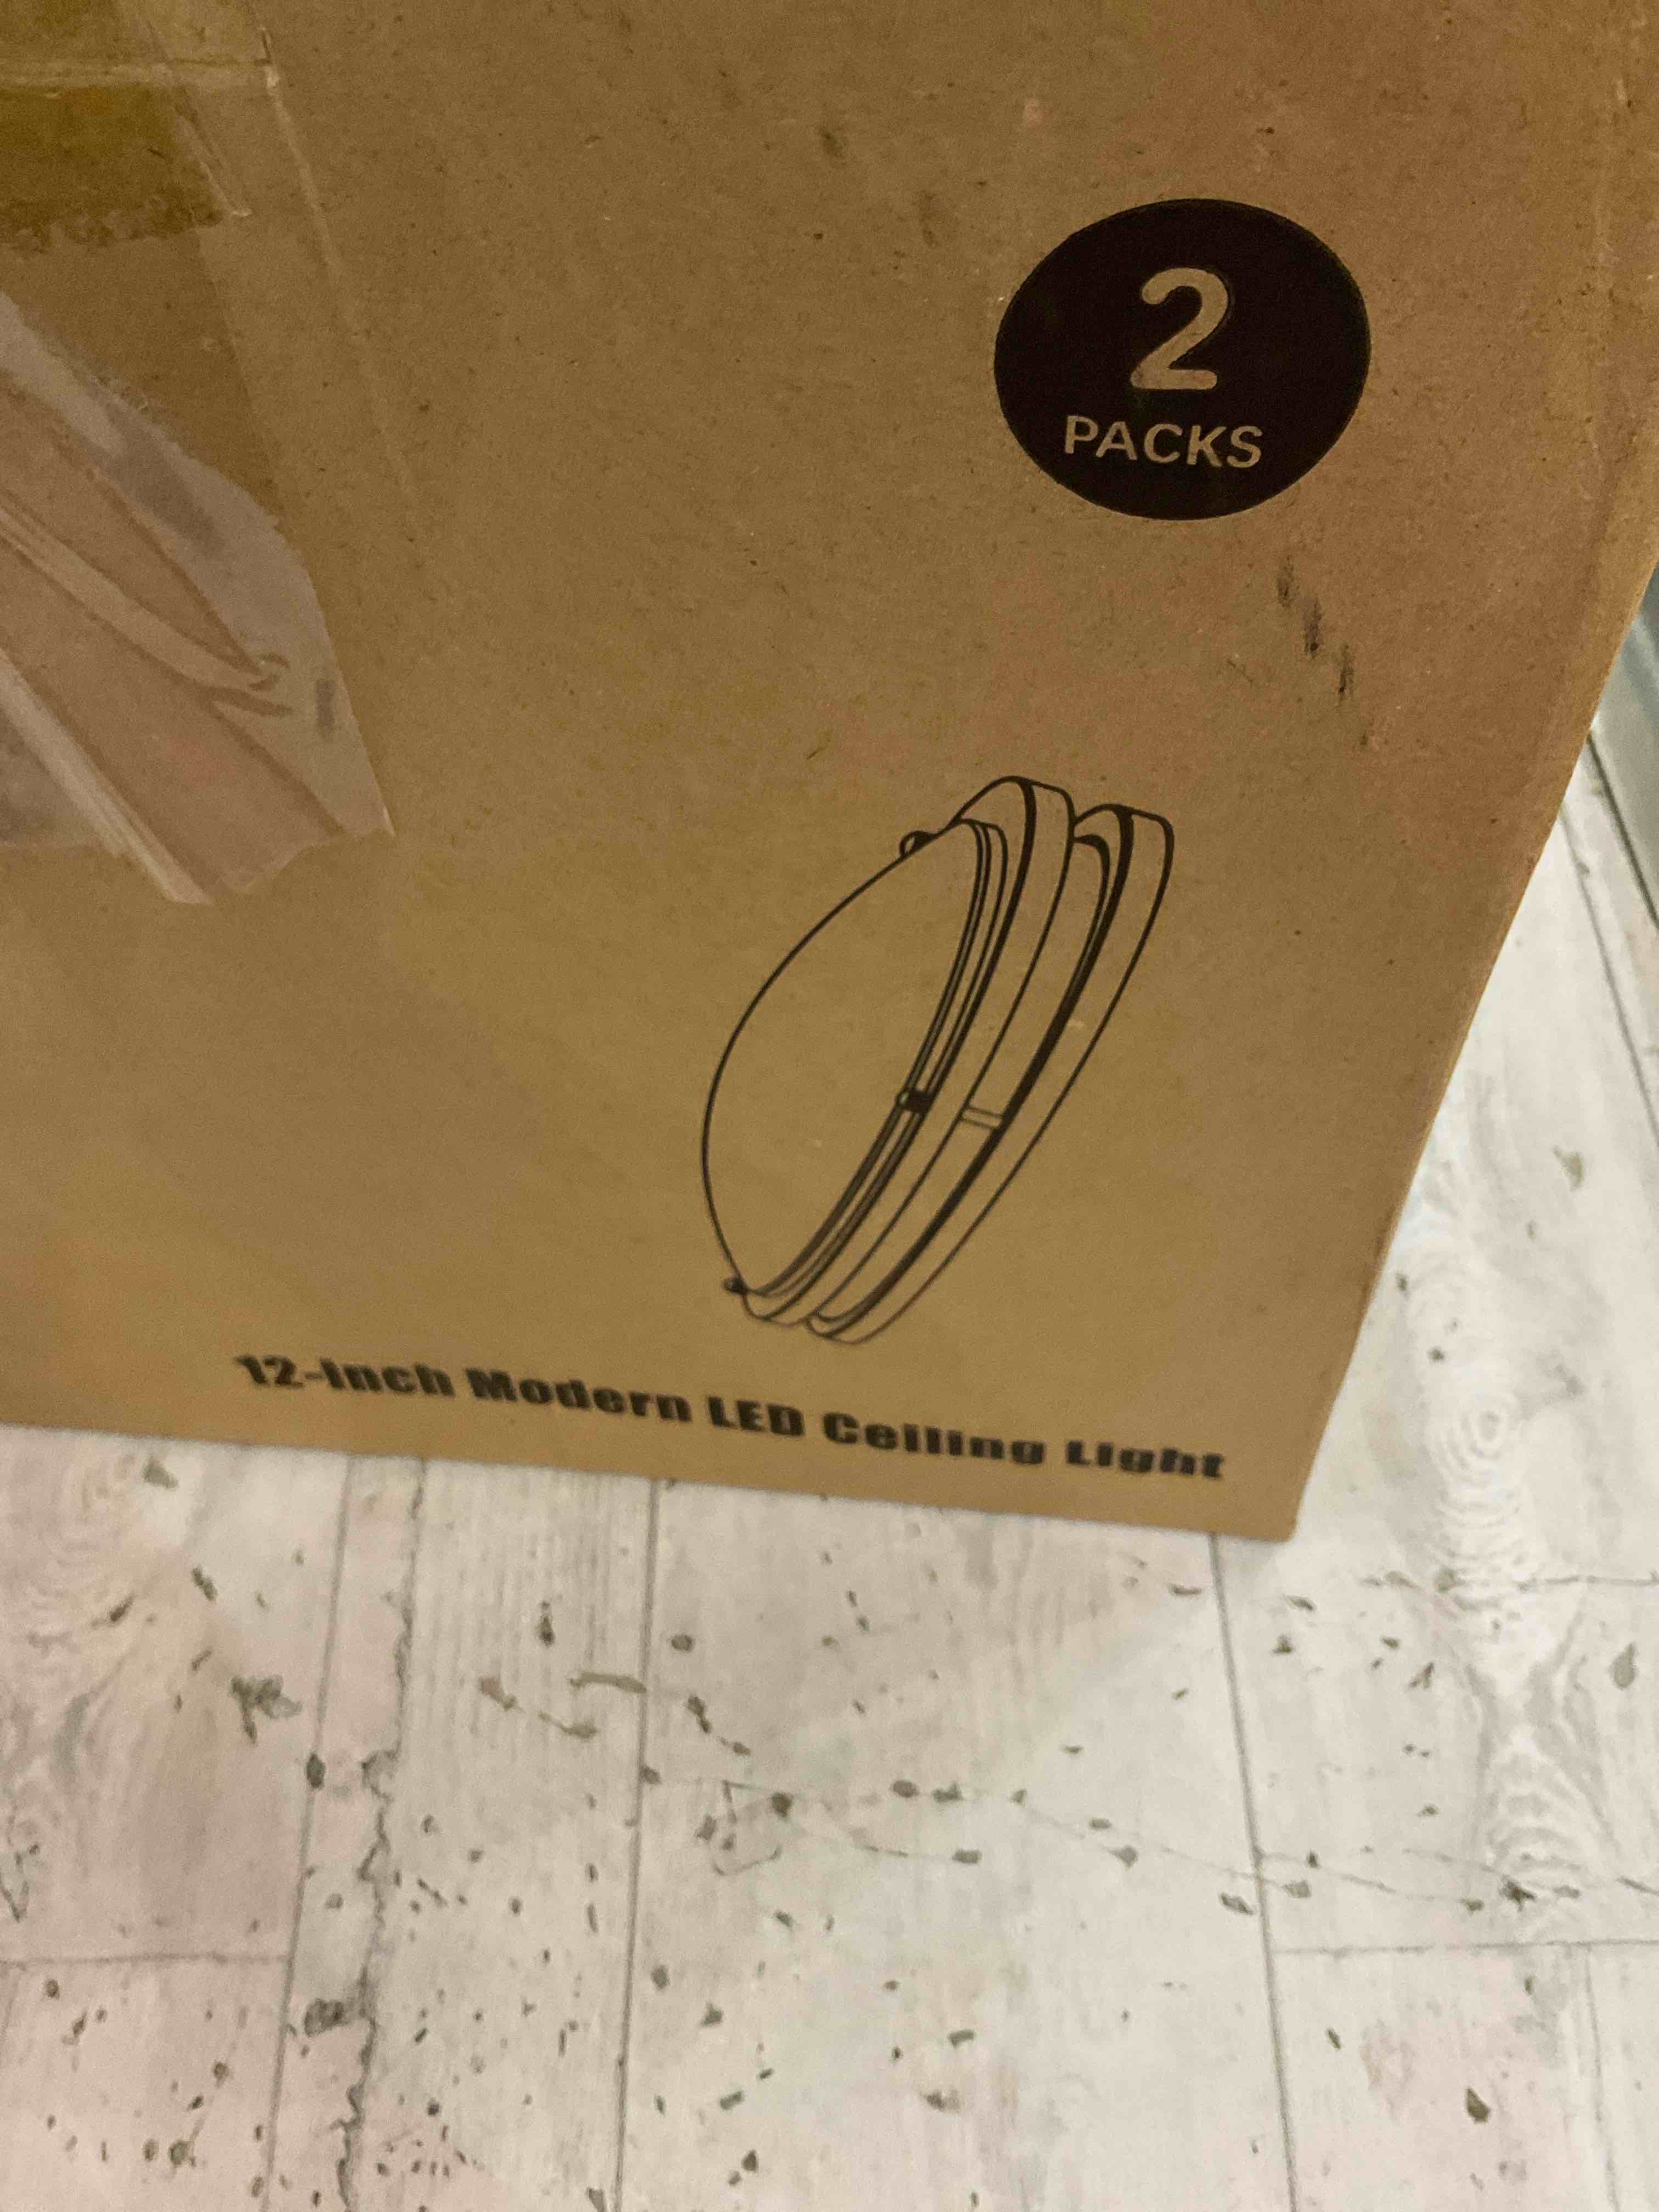 2
PACKS
12-Inch Modern LED Ceiling Light